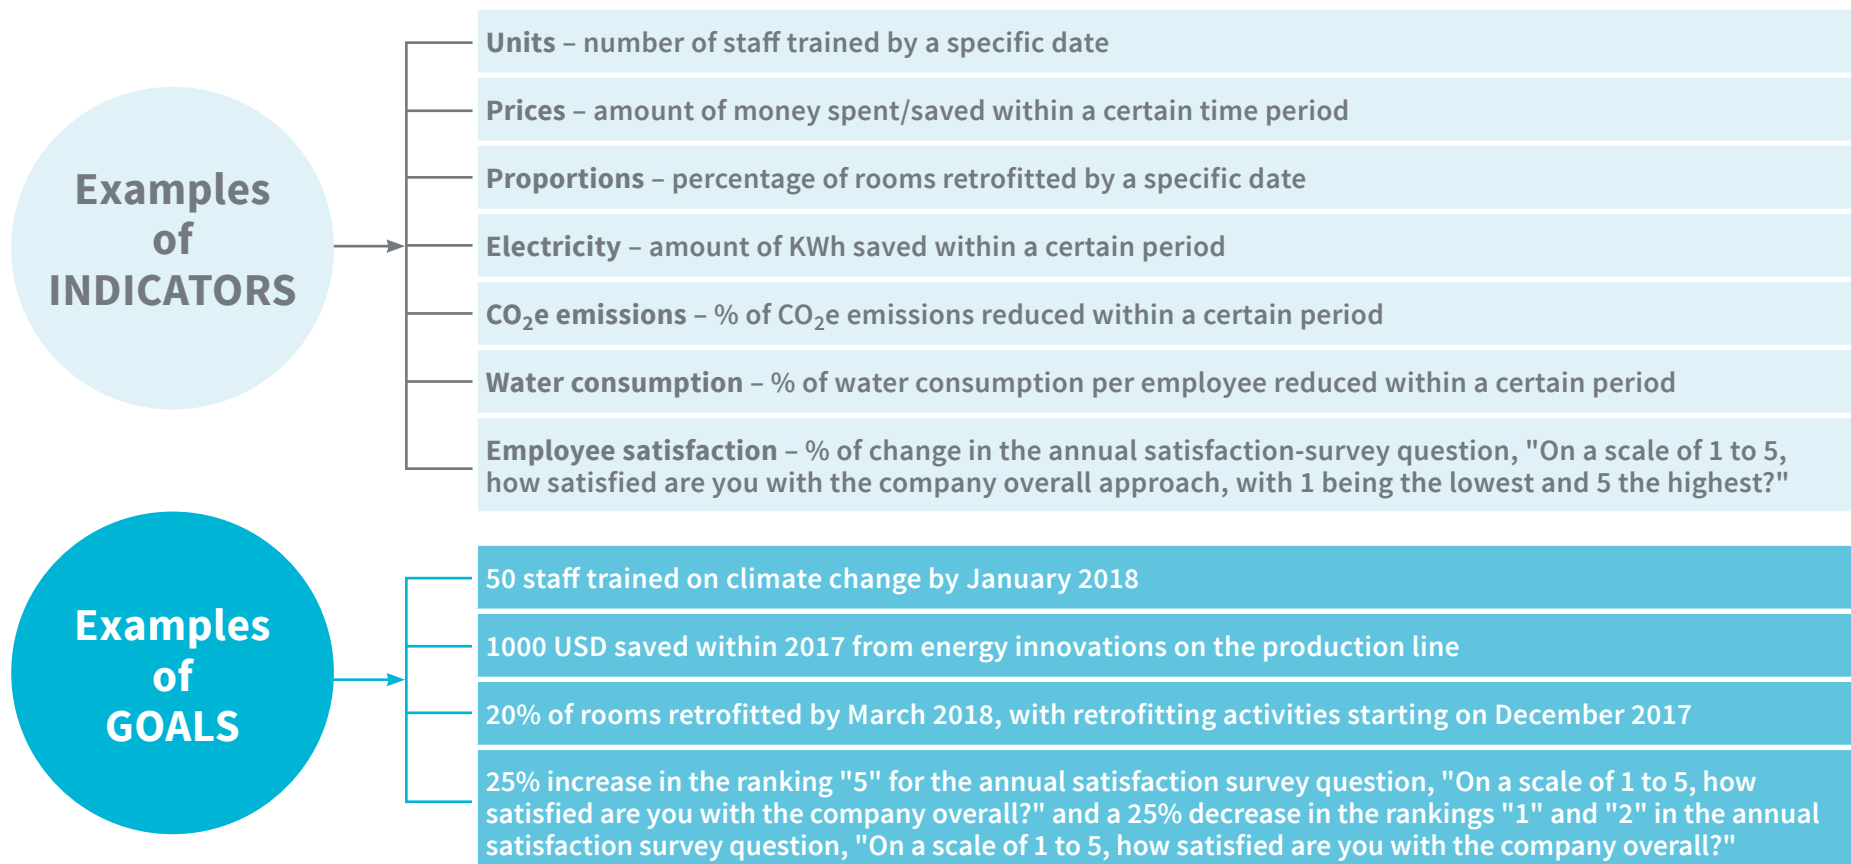 Examples
of
INDICATORS
Units – number of staff trained by a specific date
Prices – amount of money spent/saved within a certain time period
Proportions – percentage of rooms retrofitted by a specific date
Electricity – amount of KWh saved within a certain period
CO₂e emissions – % of CO₂e emissions reduced within a certain period
Water consumption – % of water consumption per employee reduced within a certain period
Employee satisfaction – % of change in the annual satisfaction-survey question, "On a scale of 1 to 5,
how satisfied are you with the company overall approach, with 1 being the lowest and 5 the highest?"
Examples
of
GOALS
50 staff trained on climate change by January 2018
1000 USD saved within 2017 from energy innovations on the production line
20% of rooms retrofitted by March 2018, with retrofitting activities starting on December 2017
25% increase in the ranking "5" for the annual satisfaction survey question, "On a scale of 1 to 5, how
satisfied are you with the company overall?" and a 25% decrease in the rankings "1" and "2" in the annual
satisfaction survey question, "On a scale of 1 to 5, how satisfied are you with the company overall?"